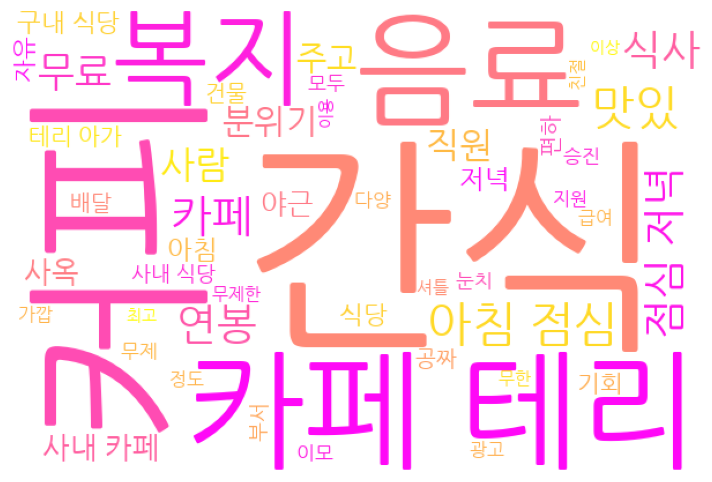 구내 식당
복지
음료
이상
식사
자유
무료
주고
모두
친절
건물
이용
맛있
분위기
테리 아가
사람
직원
편하
승진
커피
간식
저녁
점심 저녁
배달
카페
야근
다양
지원
급여
아침
사옥
사내 식당
무제한
셔틀
눈치
가깝
최고
연봉
식당
아침 점심
무제
공짜
정도
카페 테리
무한
기회
부서
사내 카페
이모
광고